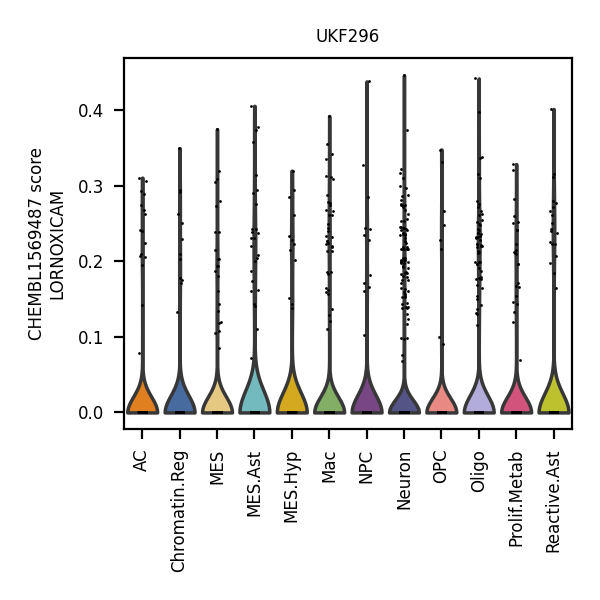 UKF296
CHEMBL1569487 score
LORNOXICAM
0.4
0.3
0.2
0.1
0.0
AC
Chromatin.Reg
MES
MES.Ast
MES.Hyp
Mac
NPC
Neuron
OPC
Oligo
Prolif.Metab
Reactive.Ast